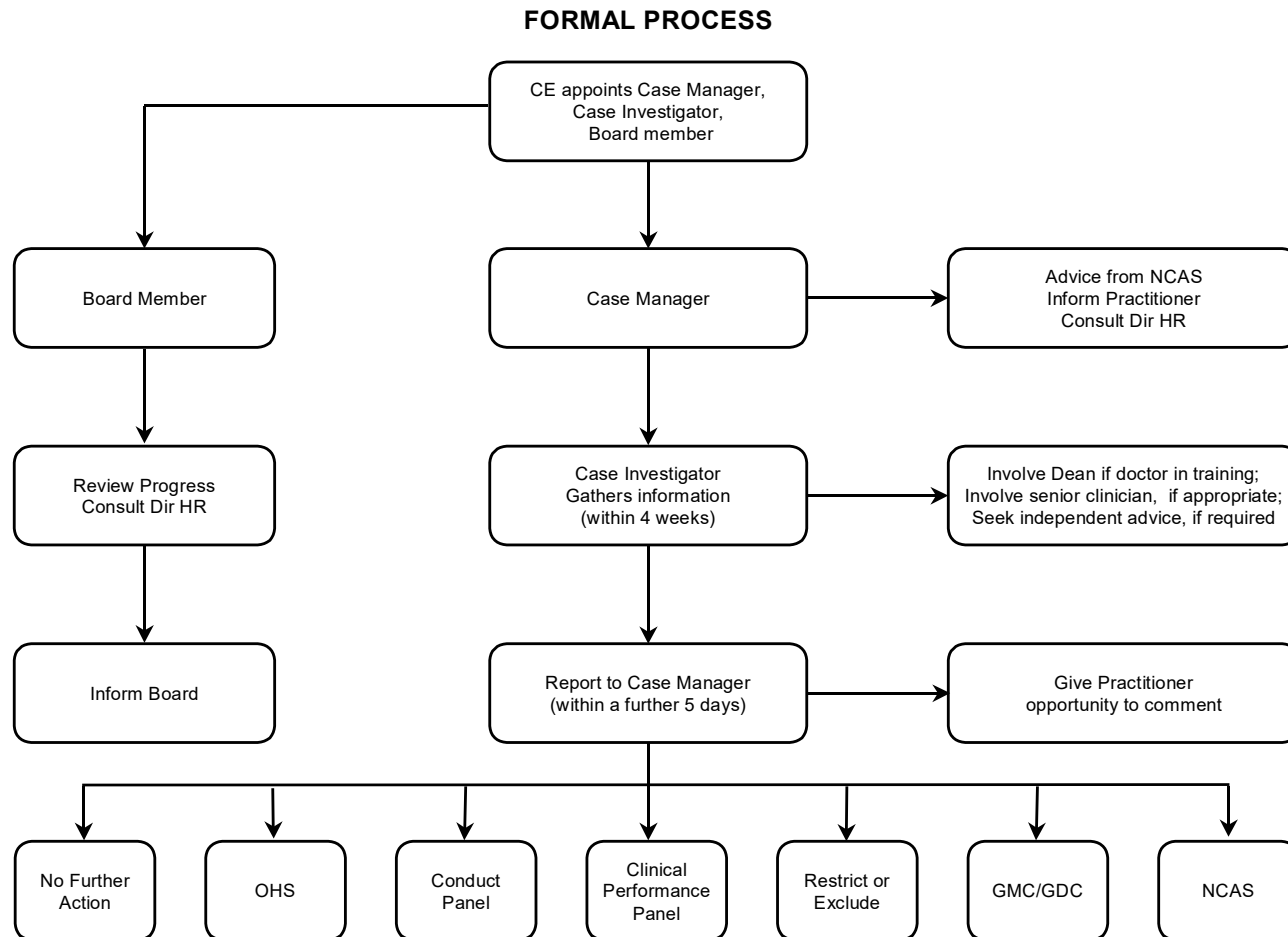 FORMAL PROCESS
CE appoints Case Manager,
Case Investigator,
Board member
Board Member
Case Manager
Advice from NCAS
Inform Practitioner
Consult Dir HR
Review Progress
Consult Dir HR
Case Investigator
Gathers information
(within 4 weeks)
Involve Dean if doctor in training;
Involve senior clinician, if appropriate;
Seek independent advice, if required
Inform Board
Report to Case Manager
(within a further 5 days)
Give Practitioner
opportunity to comment
No Further
Action
OHS
Conduct
Panel
Clinical
Performance
Panel
Restrict or
Exclude
GMC/GDC
NCAS